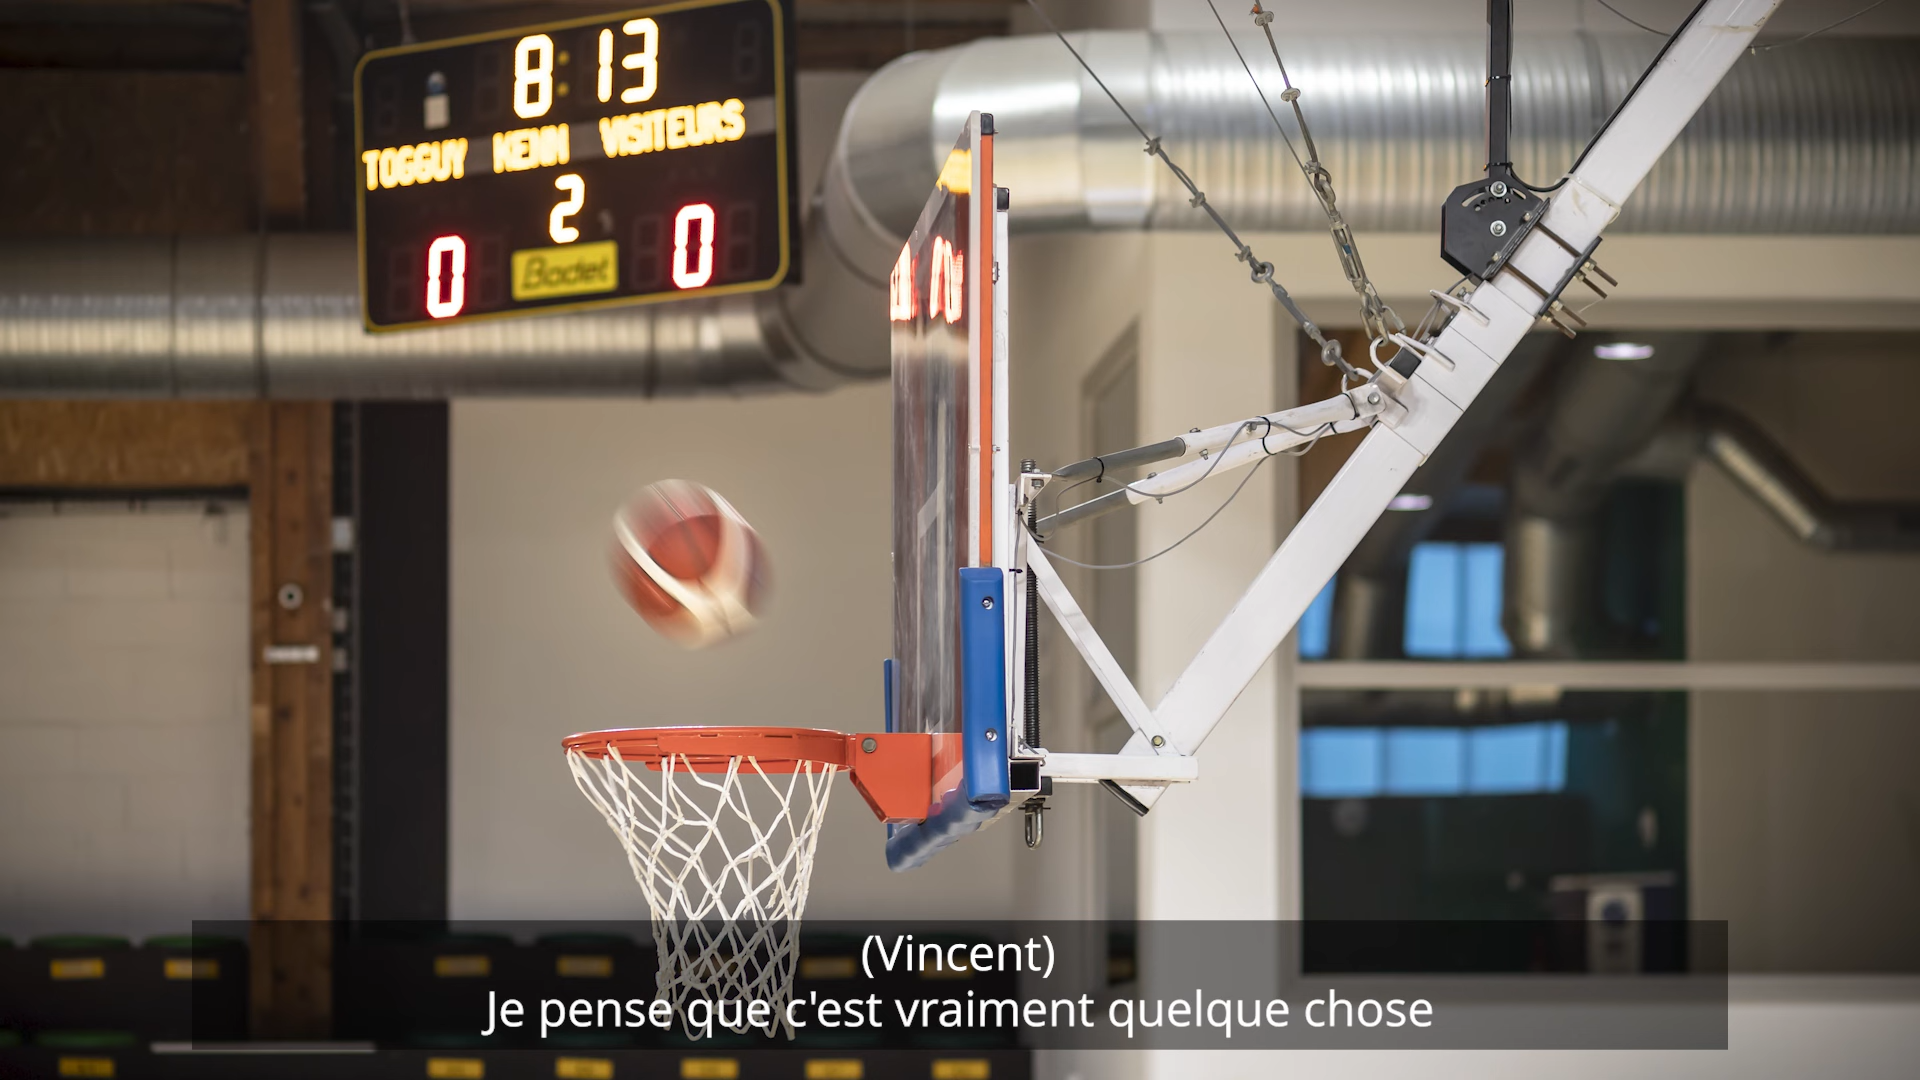 8:13
TOGGUY KENN VISITEURS
2
0 0
Bodet
(Vincent)
Je pense que c'est vraiment quelque chose